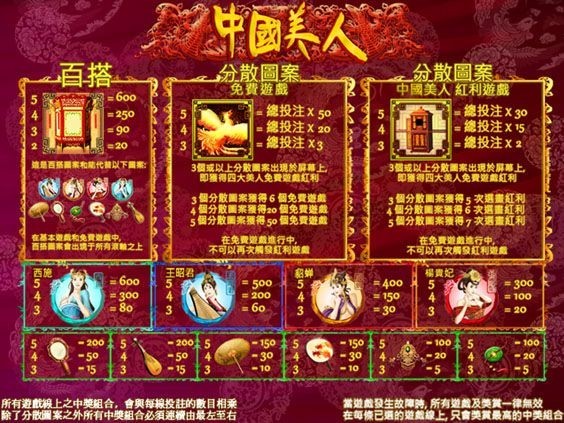 中國美人
百搭
5 = 600
4 = 250
3 = 90
2 = 20
這是百搭圖案和能代替以下圖案:
在基本遊戲和免費遊戲中,
百搭圖案會出現于所有滾軸之上
分散圖案
免費遊戲
5 = 總投注 X 50
4 = 總投注 X 20
3 = 總投注 X 3
3個或以上分散圖案出現於屏幕上,
即獲得四大美人免費遊戲紅利
3個分散圖案獲得 6 個免費遊戲
4個分散圖案獲得20個免費遊戲
5個分散圖案獲得50個免費遊戲
在免費遊戲進行中,
不可以再次觸發紅利遊戲
分散圖案
中國美人 紅利遊戲
5 = 總投注 X 30
4 = 總投注 X 15
3 = 總投注 X 2
3個或以上分散圖案出現於屏幕上,
即獲得四大美人免費遊戲紅利
3個分散圖案獲得 5 次選畫紅利
4個分散圖案獲得 6 次選畫紅利
5個分散圖案獲得 7 次選畫紅利
在免費遊戲進行中,
不可以再次觸發紅利遊戲
西施
5 = 600
4 = 300
3 = 80
王昭君
5 = 500
4 = 200
3 = 60
貂蟬
5 = 400
4 = 150
3 = 30
楊貴妃
5 = 300
4 = 100
3 = 20
5 = 200
4 = 50
3 = 15
5 = 200
4 = 50
3 = 15
5 = 150
4 = 30
3 = 10
5 = 150
4 = 30
3 = 10
5 = 100
4 = 20
3 = 5
5 = 100
4 = 20
3 = 5
所有遊戲線上之中獎組合，會與每線投註的數目相乘
除了分散圖案之外所有中獎組合必須連續由最左至右
當遊戲發生故障時, 所有遊戲及獎賞一律無效
在每條已選的遊戲線上, 只會獎賞最高的中獎組合